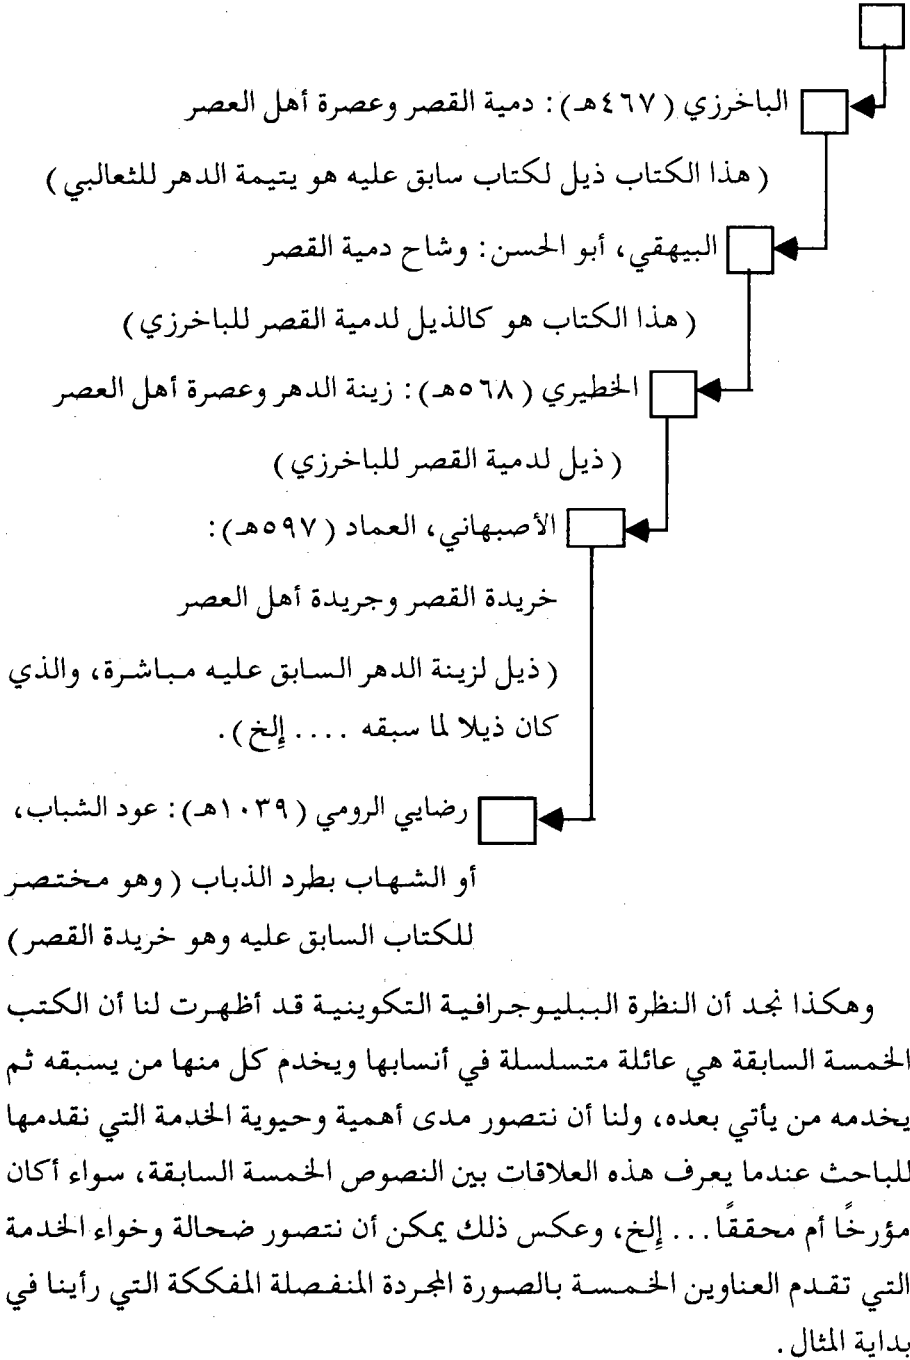 الباخرزي (٤٦٧هـ): دمية القصر وعصرة أهل العصر
(هذا الكتاب ذيل لكتاب سابق عليه هو يتيمة الدهر للثعالبي)
البيهقي، أبو الحسن: وشاح دمية القصر
(هذا الكتاب هو كالذيل لدمية القصر للباخرزي)
الخطيري (٥٦٨هـ): زينة الدهر وعصرة أهل العصر
(ذيل لدمية القصر للباخرزي)
الأصبهاني، العماد (٥٩٧هـ):
خريدة القصر وجريدة أهل العصر
(ذيل لزينة الدهر السابق عليه مباشرة، والذي
كان ذيلا لما سبقه .... إلخ).
رضايي الرومي (١٠٣٩هـ): عود الشباب،
أو الشهاب بطرد الذباب (وهو مختصر
للكتاب السابق عليه وهو خريدة القصر)
وهكذا نجد أن النظرة الببليوجرافية التكوينية قد أظهرت لنا أن الكتب
الخمسة السابقة هي عائلة متسلسلة في أنسابها ويخدم كل منها من يسبقه ثم
يخدمه من يأتي بعده، ولنا أن نتصور مدى أهمية وحيوية الخدمة التي نقدمها
للباحث عندما يعرف هذه العلاقات بين النصوص الخمسة السابقة، سواء أكان
مؤرخًا أم محققًا... إلخ، وعكس ذلك يمكن أن نتصور ضحالة وخواء الخدمة
التي تقدم العناوين الخمسة بالصورة المجردة المنفصلة المفككة التي رأينا في
بداية المثال.